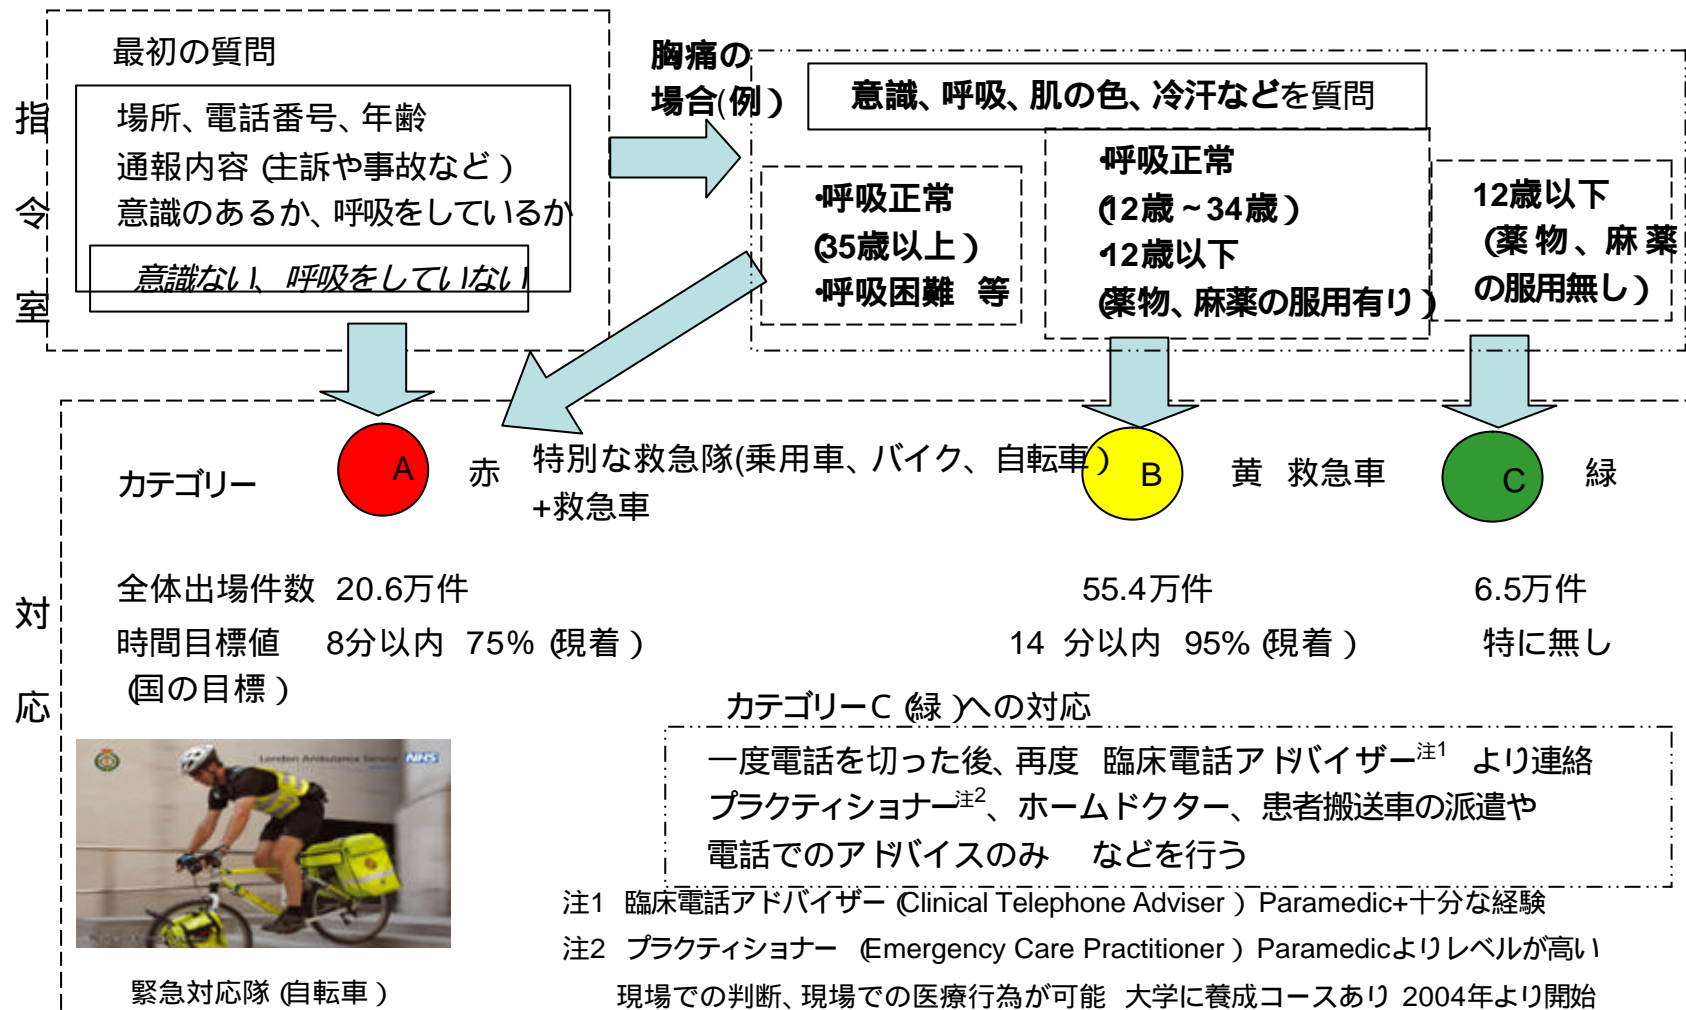 指令室
最初の質問
場所、電話番号、年齢
通報内容(主訴や事故など)
意識のあるか、呼吸をしているか
意識ない、呼吸をしていない
胸痛の
場合(例)
意識、呼吸、肌の色、冷汗などを質問
・呼吸正常
(35歳以上)
・呼吸困難 等
・呼吸正常
(12歳~34歳)
・12歳以下
(薬物、麻薬の服用有り)
12歳以下
(薬物、麻薬
の服用無し)
対応
カテゴリー
A
赤
特別な救急隊(乗用車、バイク、自転車)
+救急車
B
黄 救急車
C
緑
全体出場件数 20.6万件 55.4万件 6.5万件
時間目標値 8分以内 75%(現着) 14 分以内 95%(現着) 特に無し
(国の目標)
カテゴリーC(緑)への対応
一度電話を切った後、再度 臨床電話アドバイザー注1 より連絡
プラクティショナー注2、ホームドクター、患者搬送車の派遣や
電話でのアドバイスのみ などを行う
London Ambulance Service NHS
緊急対応隊(自転車)
注1 臨床電話アドバイザー(Clinical Telephone Adviser) Paramedic+十分な経験
注2 プラクティショナー (Emergency Care Practitioner) Paramedicよりレベルが高い
現場での判断、現場での医療行為が可能 大学に養成コースあり 2004年より開始